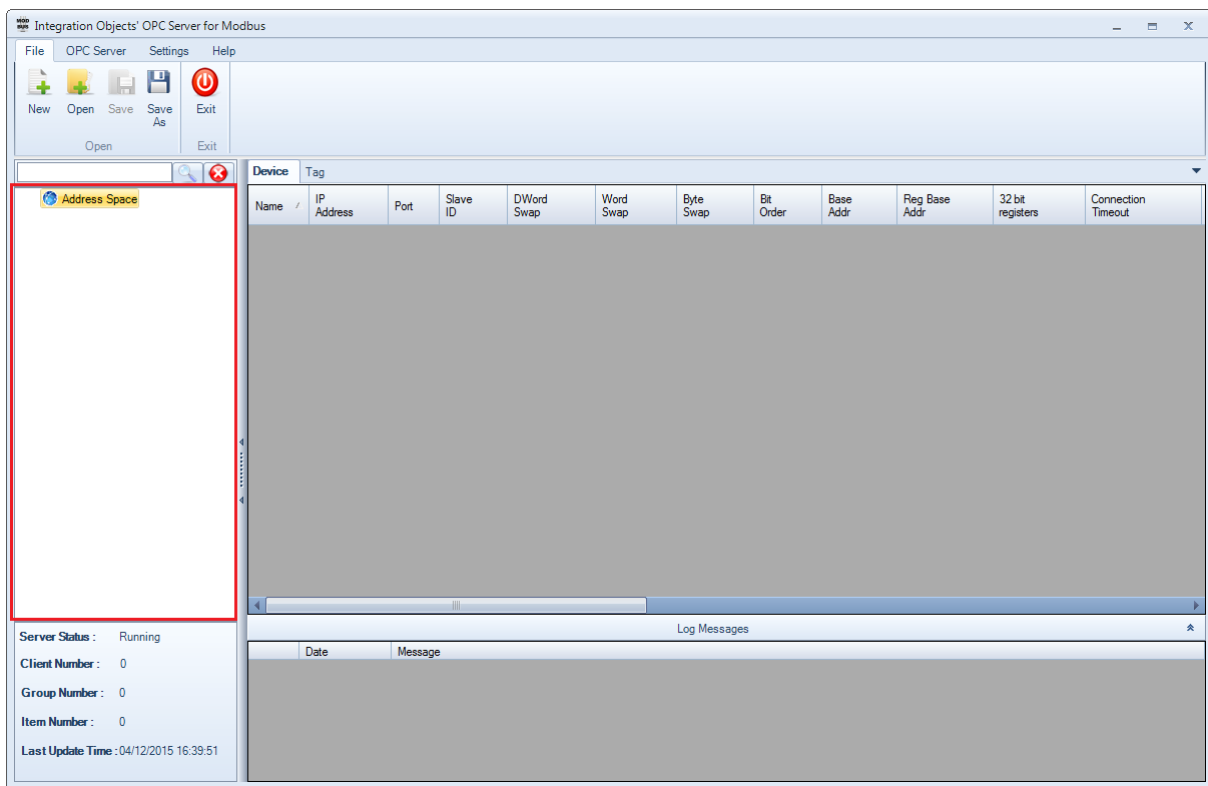 Integration Objects' OPC Server for Modbus
File OPC Server Settings Help
New Open Save Save As Exit
Open Exit
Device Tag
Address Space
Name IP Address Port Slave ID DWord Swap Word Swap Byte Swap Bit Order Base Addr Reg Base Addr 32 bit registers Connection Timeout
Log Messages
Date Message
Server Status : Running
Client Number : 0
Group Number : 0
Item Number : 0
Last Update Time : 04/12/2015 16:39:51